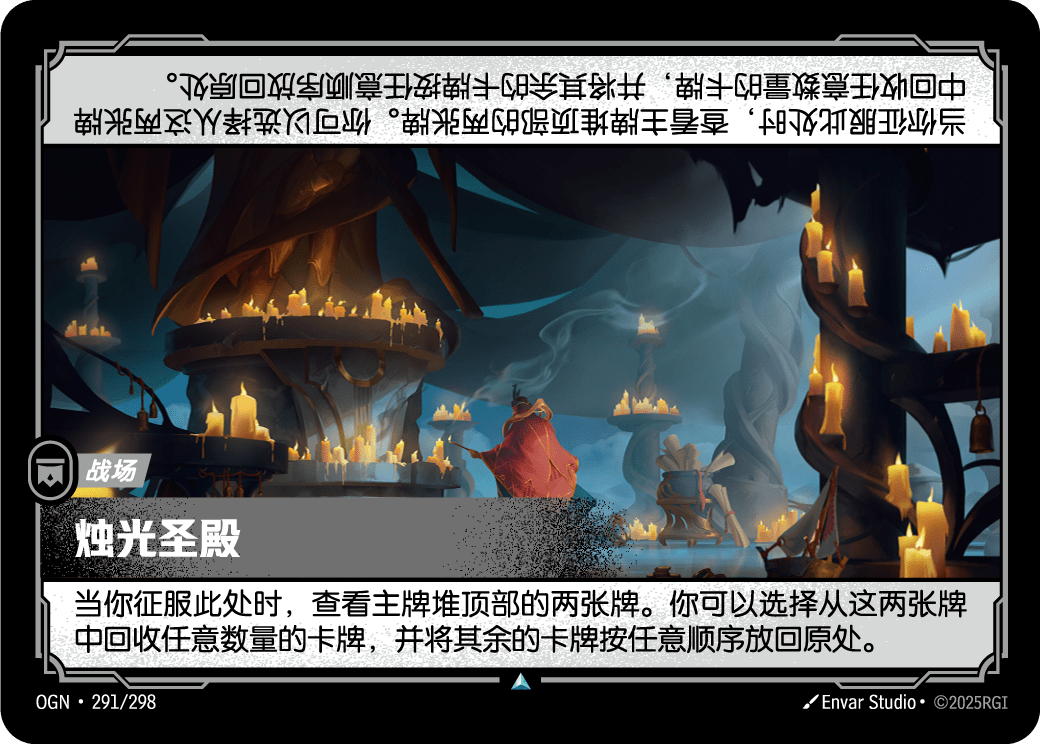 当你征服此处时，查看主牌堆顶部的两张牌。你可以选择从这两张牌
中回收任意数量的卡牌，并将其余的卡牌按任意顺序放回原处。
战场
烛光圣殿
当你征服此处时，查看主牌堆顶部的两张牌。你可以选择从这两张牌
中回收任意数量的卡牌，并将其余的卡牌按任意顺序放回原处。
OGN • 291/298
Envar Studio • ©2025RGI